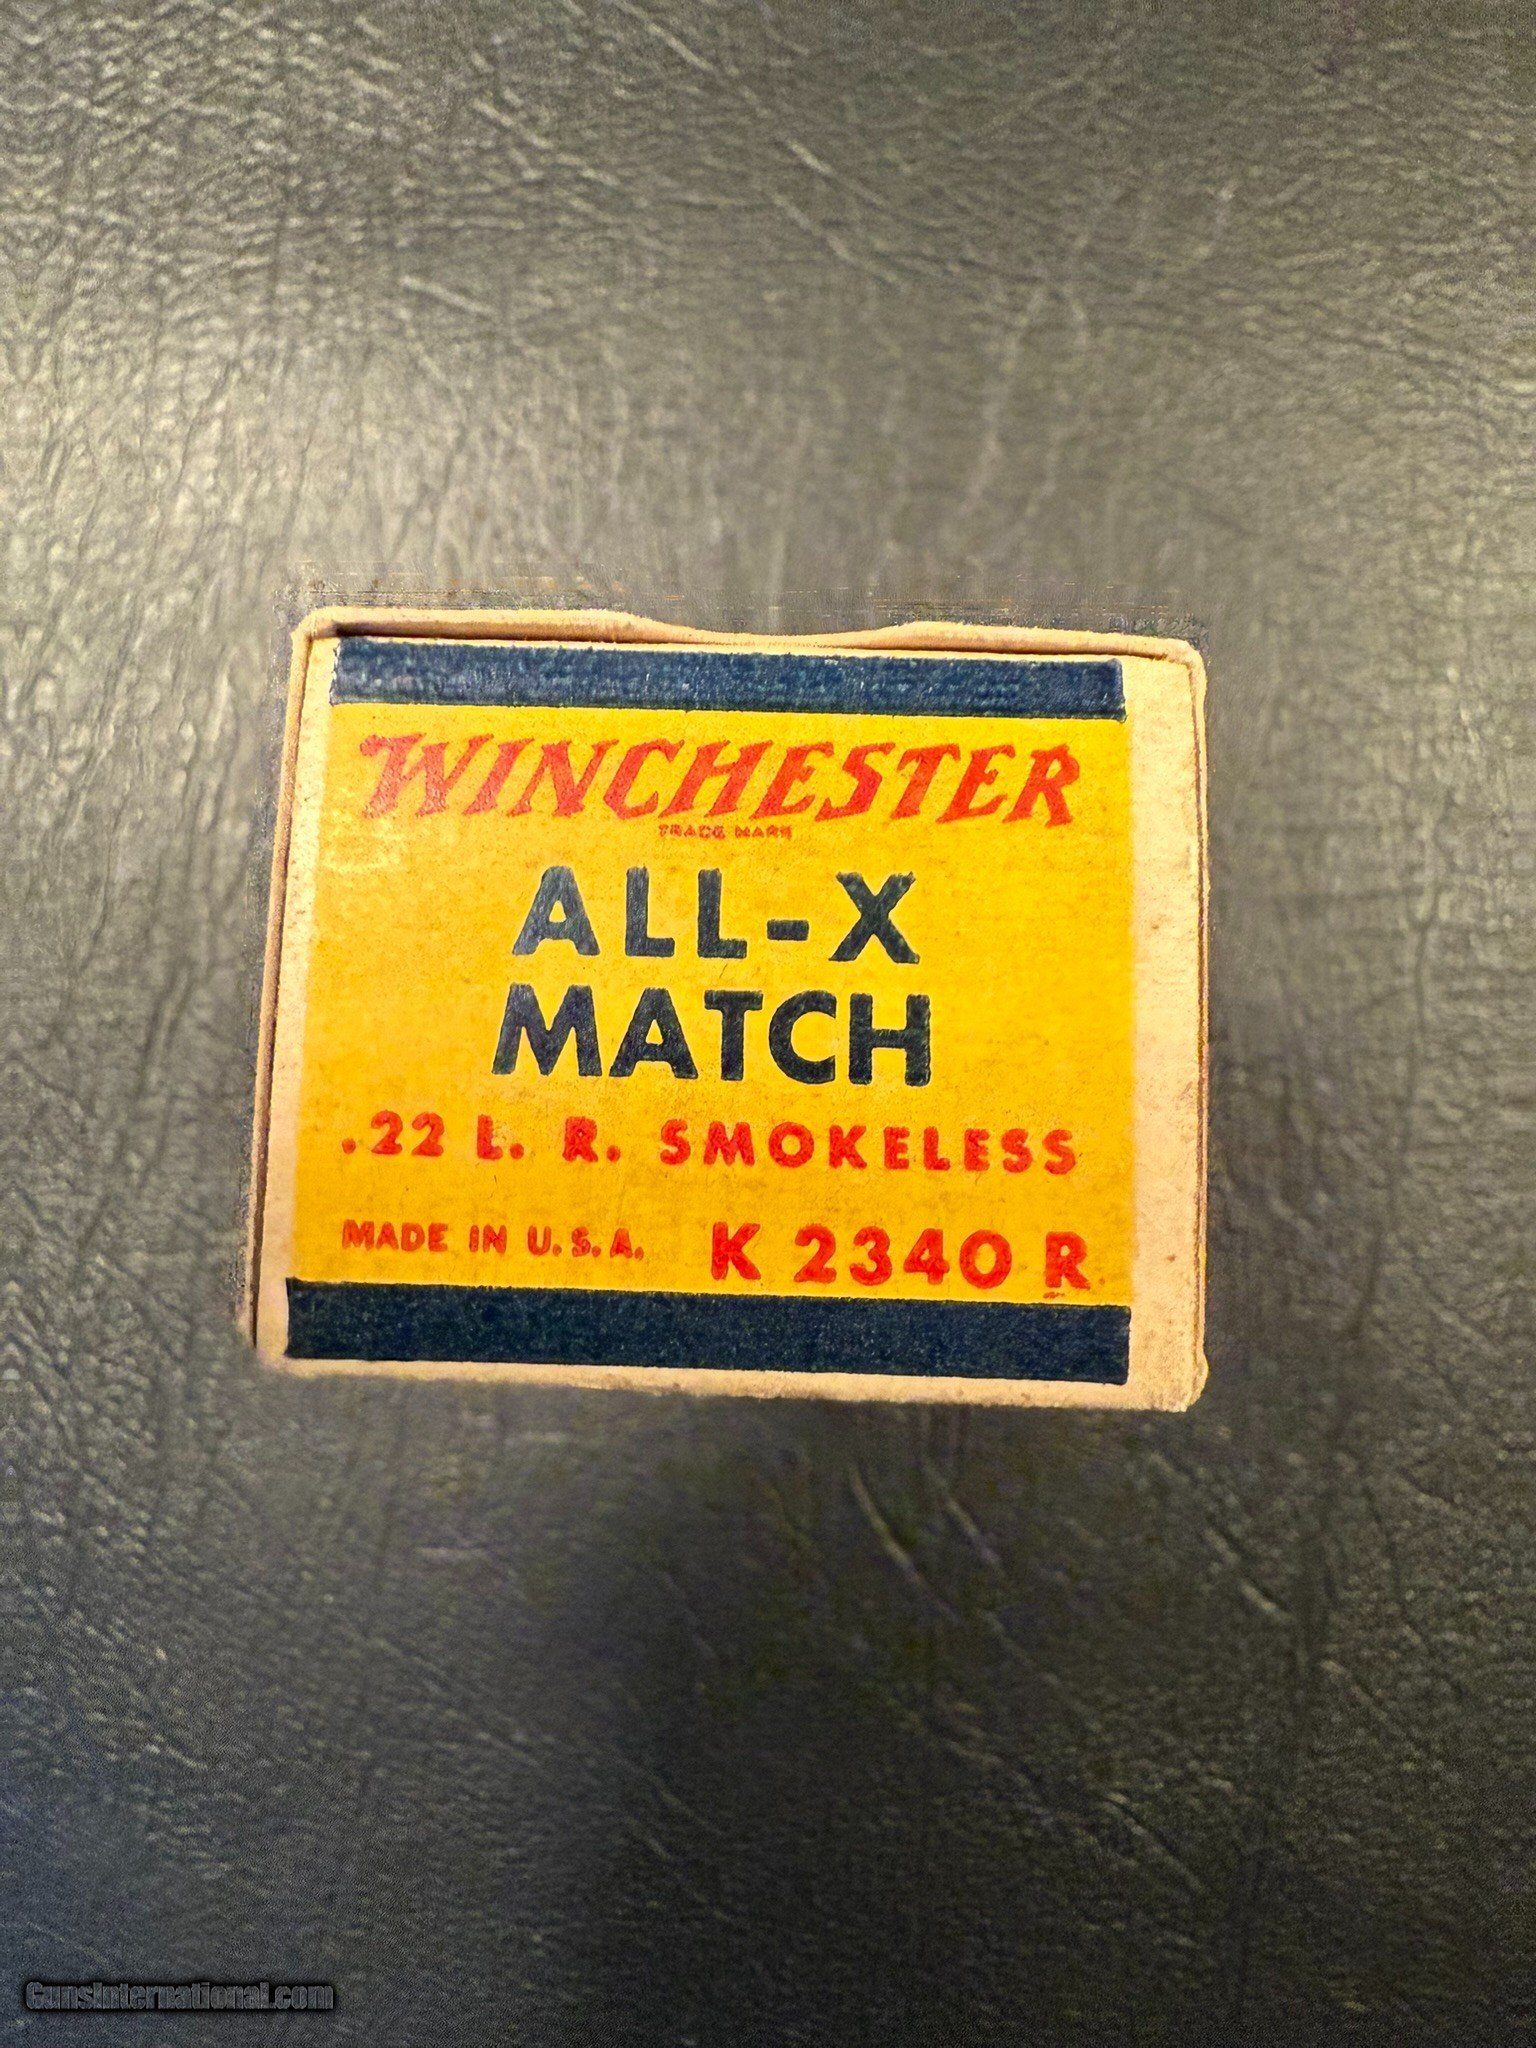 WINCHESTER
TRADE MARK
ALL-X
MATCH
.22 L. R. SMOKELESS
MADE IN U.S.A. K 2340 R
GunsInternational.com